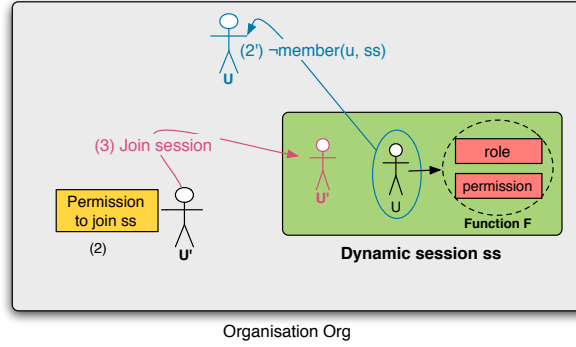 (2') ¬member(u, ss)
U
(3) Join session
role
permission
U'
U
Function F
Permission
to join ss
(2)
U'
Dynamic session ss
Organisation Org